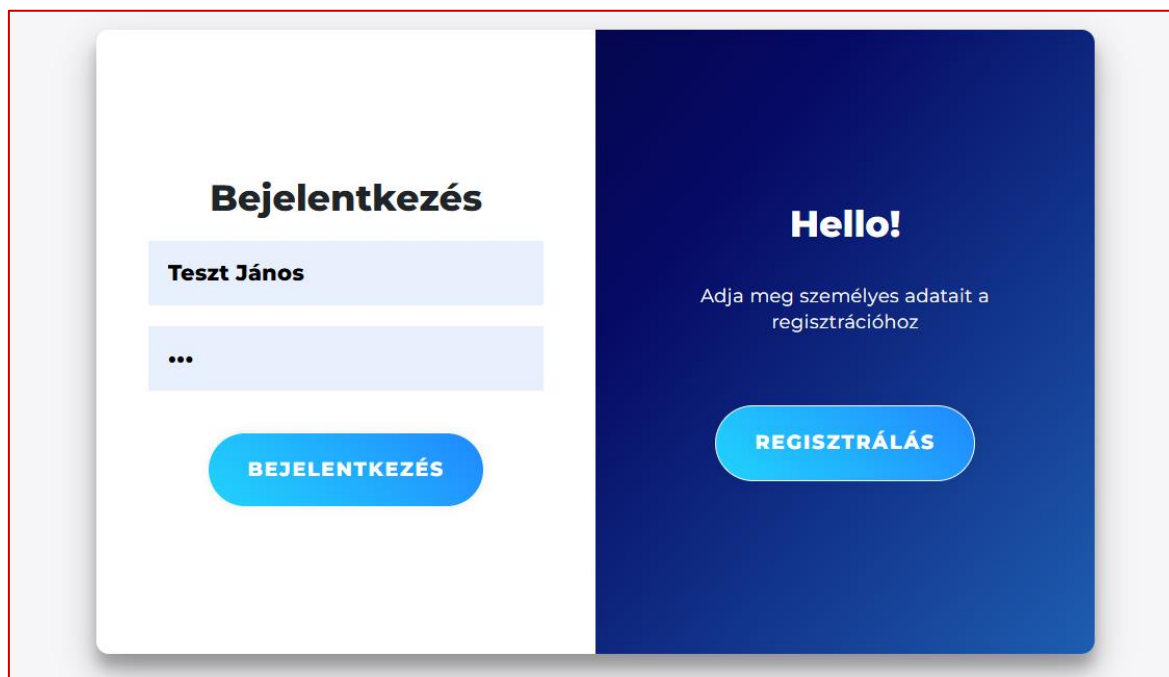 Bejelentkezés
Teszt János
•••
BEJELENTKEZÉS
Hello!
Adja meg személyes adatait a
regisztrációhoz
REGISZTRÁLÁS